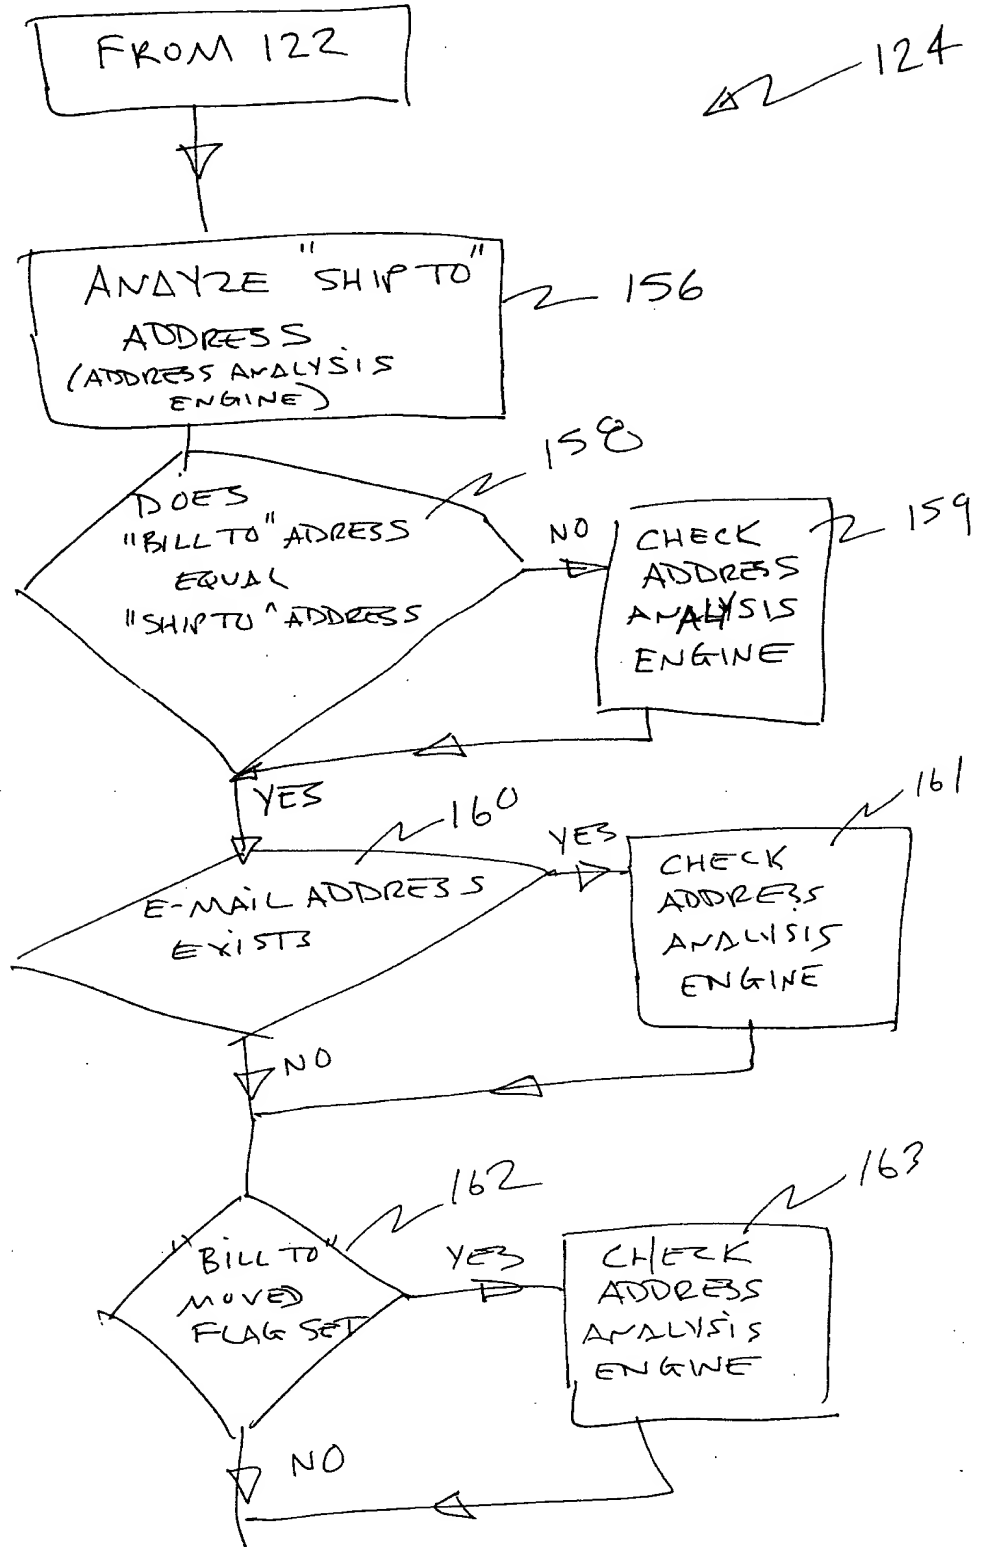 FROM 122
124
ANAYZE "SHIP TO"
ADDRESS
(ADDRESS ANALYSIS
ENGINE)
156
158
DOES
"BILL TO" ADRESS
EQUAL
"SHIP TO" ADDRESS
NO
CHECK
ADDRESS
ANALYSIS
ENGINE
159
YES
160
E-MAIL ADDRESS
EXISTS
YES
CHECK
ADDRESS
ANALYSIS
ENGINE
161
NO
162
"BILL TO"
MOVED
FLAG SET
YES
CHECK
ADDRESS
ANALYSIS
ENGINE
163
NO